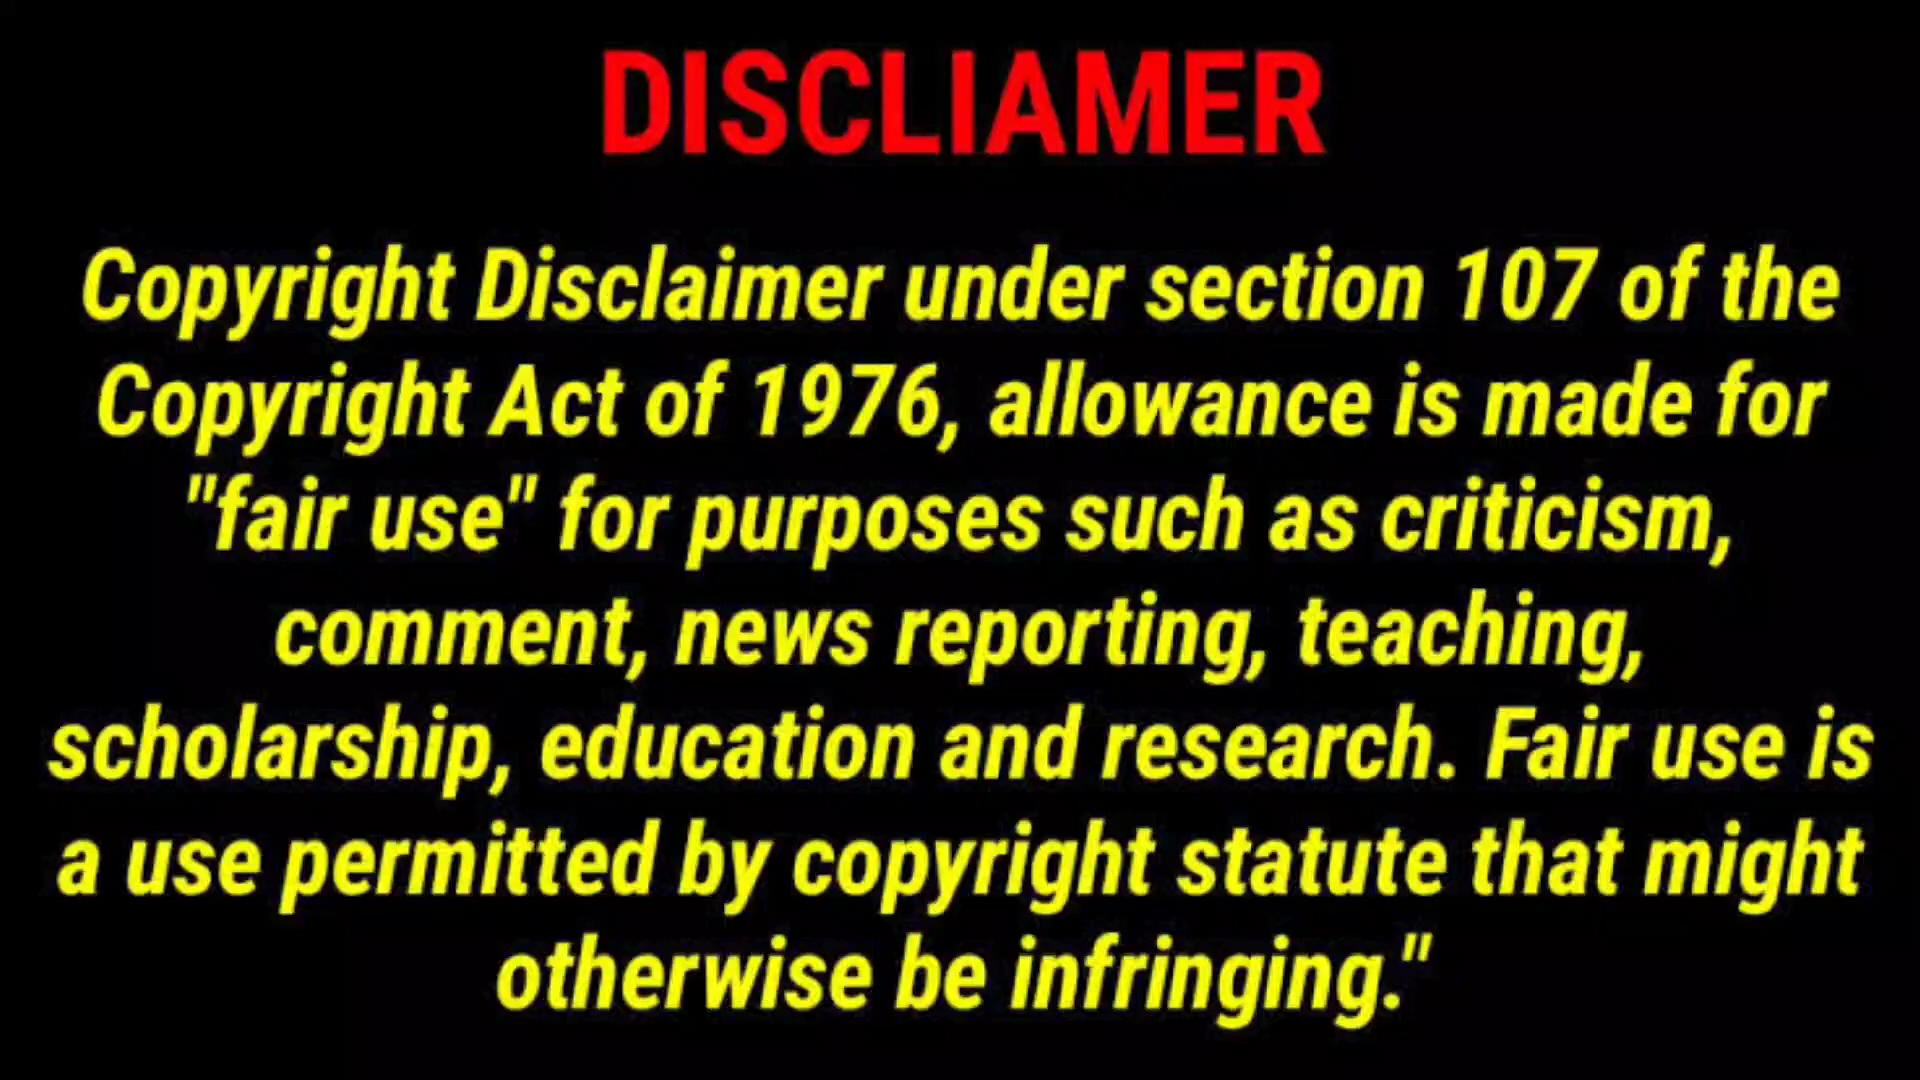 DISCLIAMER
Copyright Disclaimer under section 107 of the
Copyright Act of 1976, allowance is made for
"fair use" for purposes such as criticism,
comment, news reporting, teaching,
scholarship, education and research. Fair use is
a use permitted by copyright statute that might
otherwise be infringing."